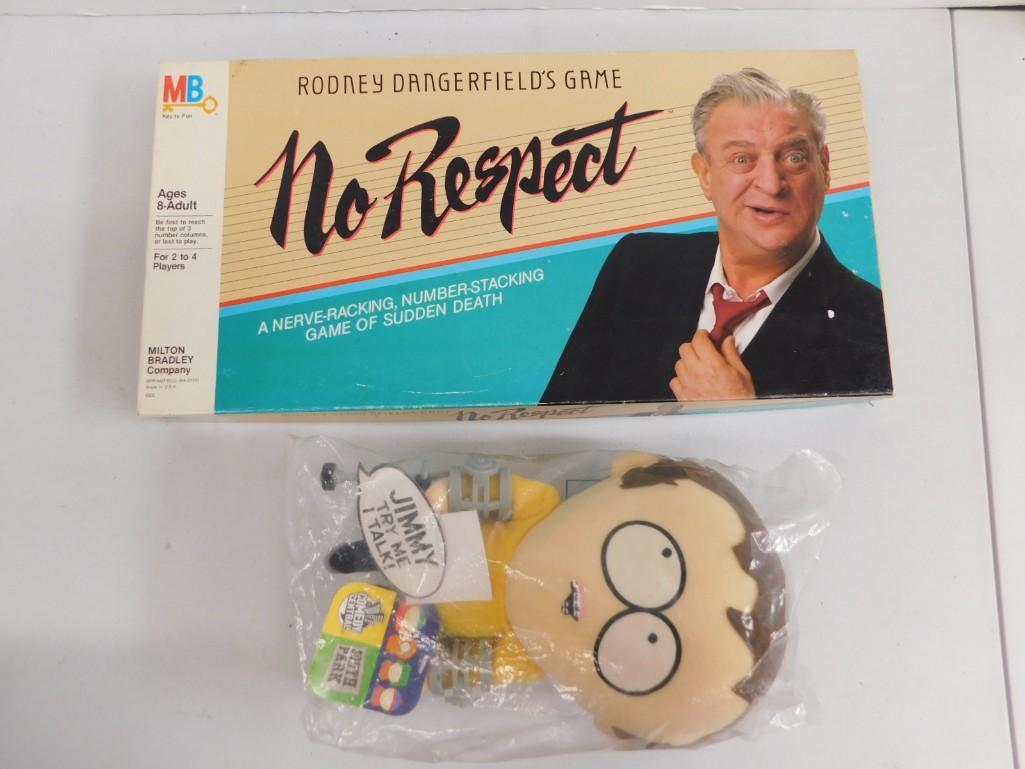 MB
Key to Fun
Ages
8-Adult
Be first to reach
the top of 3
number columns,
or last to play.
For 2 to 4
Players
MILTON
BRADLEY
Company
RODNEY DANGERFIELD'S GAME
No Respect
A NERVE-RACKING, NUMBER-STACKING
GAME OF SUDDEN DEATH
No Respect
JIMMY
TRY ME
I TALK!
COMEDY
CENTRAL
SOUTH
PARK